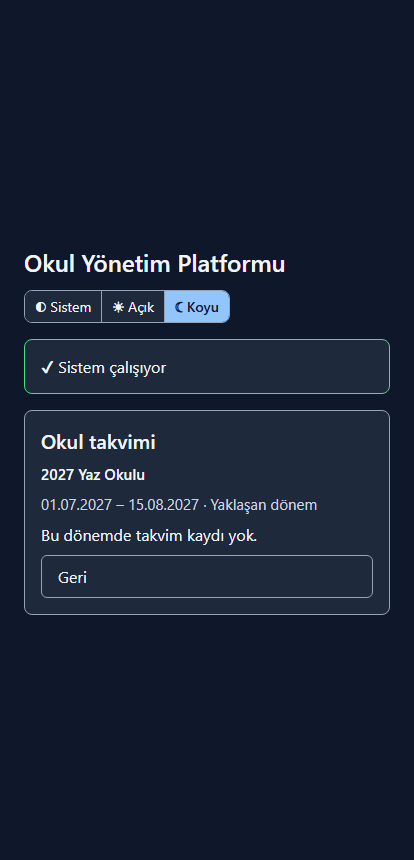 Okul Yönetim Platformu
◐ Sistem ☀ Açık ☾ Koyu
✓ Sistem çalışıyor
Okul takvimi
2027 Yaz Okulu
01.07.2027 – 15.08.2027 · Yaklaşan dönem
Bu dönemde takvim kaydı yok.
Geri